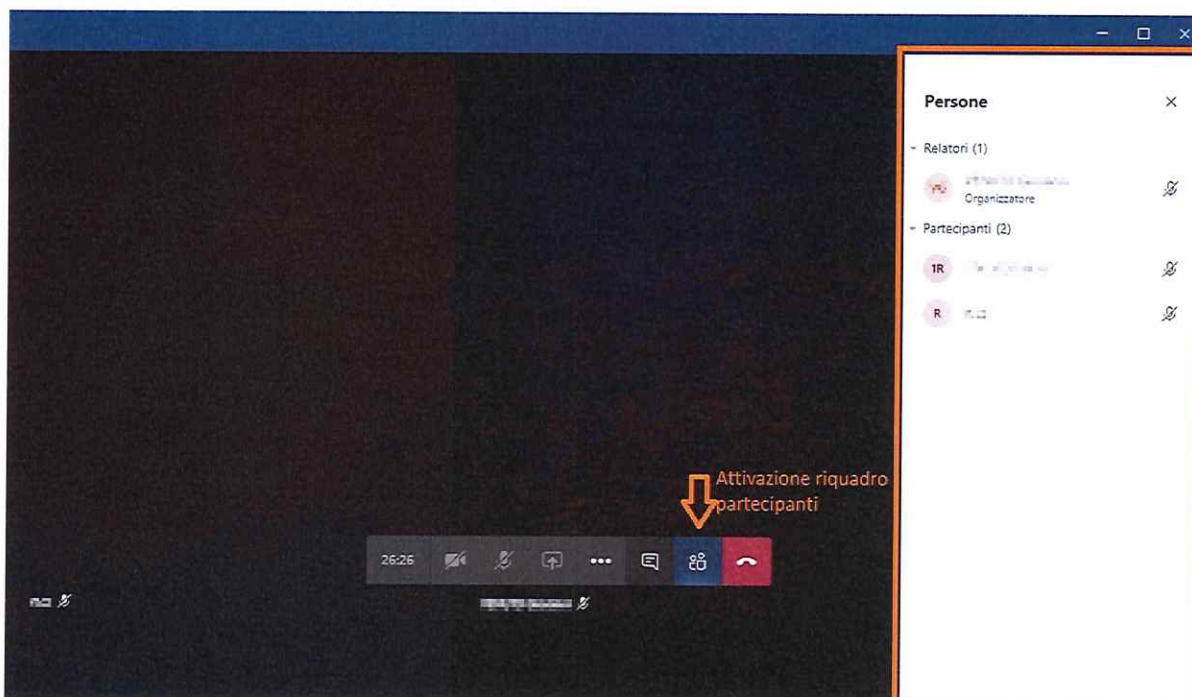 Persone
Relatori (1)
Organizzatore
Partecipanti (2)
1R
R
Attivazione riquadro
partecipanti
26:26